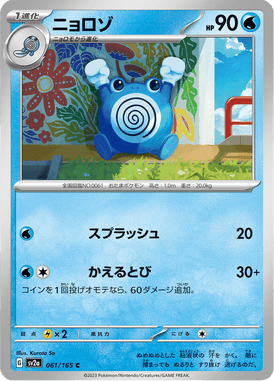 1進化
ニョロゾ
HP 90
ニョロモから進化
全国図鑑NO.0061 おたまポケモン 高さ:1.0m 重さ:20.0kg
スプラッシュ 20
かえるとび 30+
コインを1回投げオモテなら、60ダメージ追加。
弱点 ×2 抵抗力 にげる
Illus. Kuroto So
sv2a 061/165 C
©2023 Pokémon/Nintendo/Creatures/GAME FREAK.